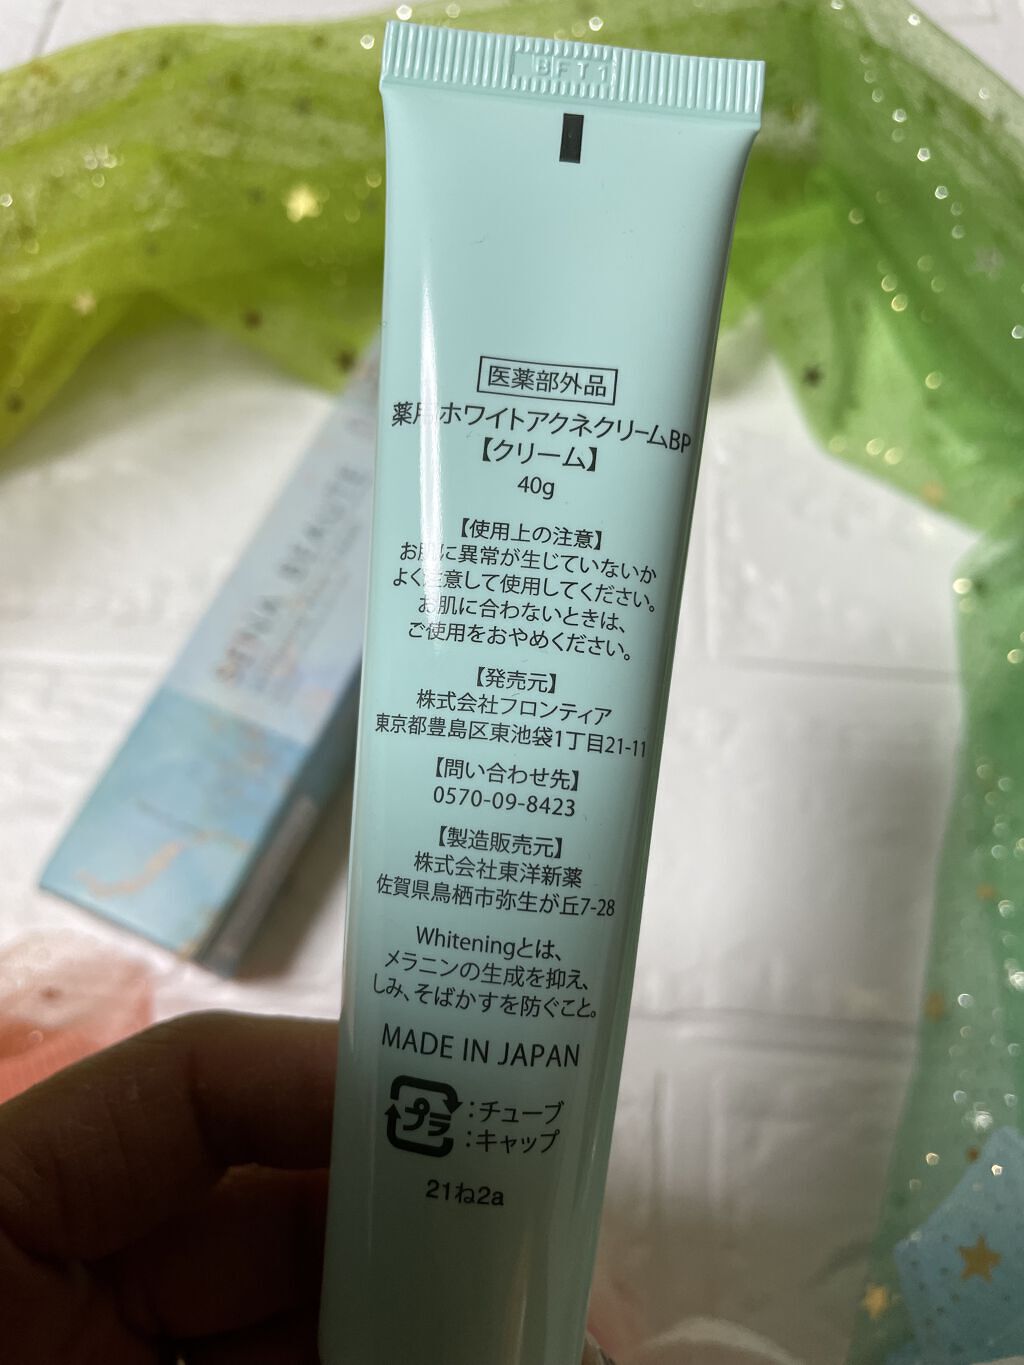 BFT1
医薬部外品
薬用ホワイトアクネクリームBP
【クリーム】
40g
【使用上の注意】
お肌に異常が生じていないか
よく注意して使用してください。
お肌に合わないときは、
ご使用をおやめください。
【発売元】
株式会社フロンティア
東京都豊島区東池袋1丁目21-11
【問い合わせ先】
0570-09-8423
【製造販売元】
株式会社東洋新薬
佐賀県鳥栖市弥生が丘7-28
Whiteningとは、
メラニンの生成を抑え、
しみ、そばかすを防ぐこと。
MADE IN JAPAN
プラ
:チューブ
:キャップ
21ね2a
BEAUTE